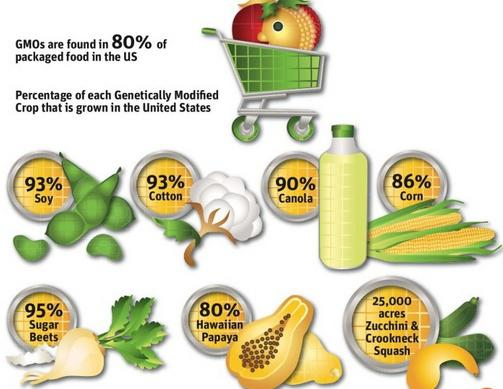 GMOs are found in 80% of
packaged food in the US
Percentage of each Genetically Modified
Crop that is grown in the United States
93%
Soy
93%
Cotton
90%
Canola
86%
Corn
95%
Sugar
Beets
80%
Hawaiian
Papaya
25,000
acres
Zucchini &
Crookneck
Squash